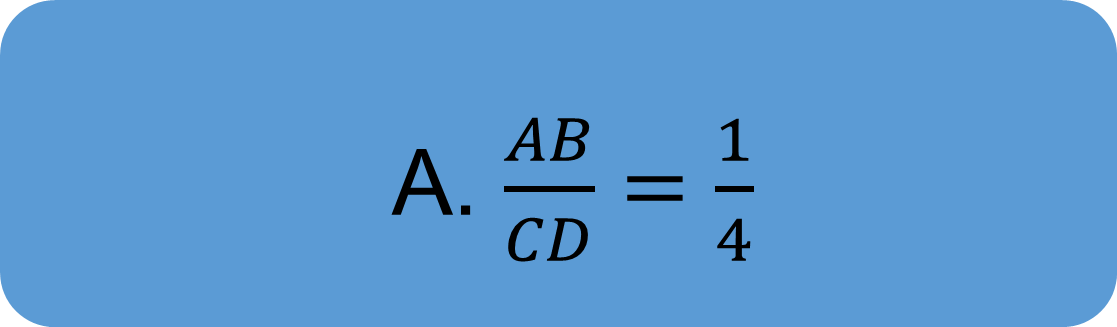 A. AB/CD = 1/4